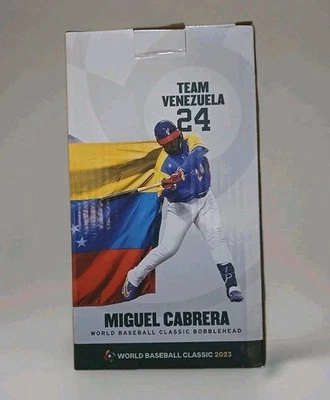 TEAM
VENEZUELA
24
MIGUEL CABRERA
WORLD BASEBALL CLASSIC BOBBLEHEAD
WORLD BASEBALL CLASSIC 2023